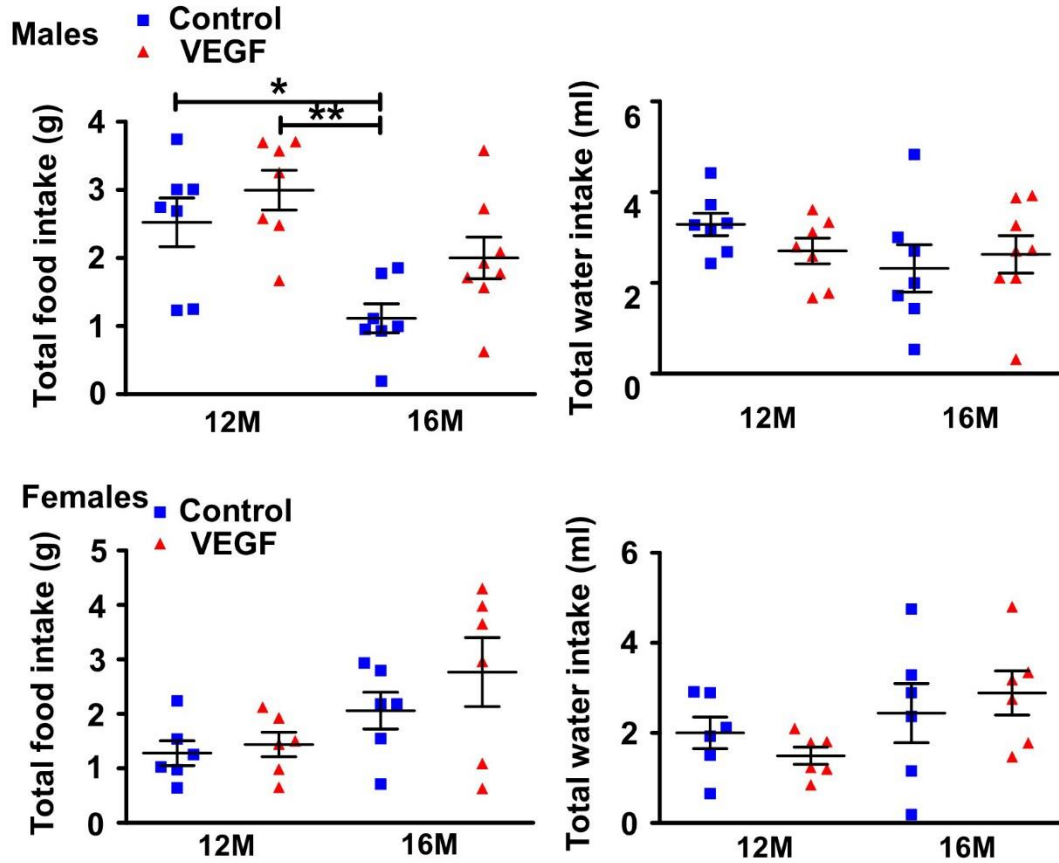 Males
Control
VEGF
*
**
Total food intake (g)
4
3
2
1
0
12M 16M
Total water intake (ml)
6
4
2
0
12M 16M
Females
Control
VEGF
Total food intake (g)
5
4
3
2
1
0
12M 16M
Total water intake (ml)
6
4
2
0
12M 16M